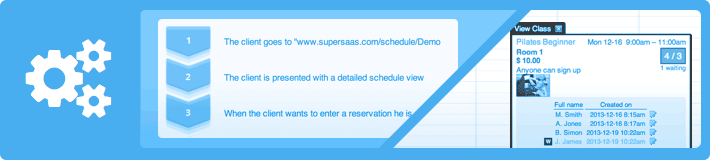 1
The client goes to "www.supersaas.com/schedule/Demo
2
The client is presented with a detailed schedule view
3
When the client wants to enter a reservation he is
View Class
Pilates Beginner Mon 12-16 9:00am – 11:00am
Room 1
$ 10.00
4 / 3
1 waiting
Anyone can sign up
Full name Created on
M. Smith 2013-12-16 8:15am
A. Jones 2013-12-16 8:17am
B. Simon 2013-12-19 10:22am
W J. James 2013-12-19 10:22am